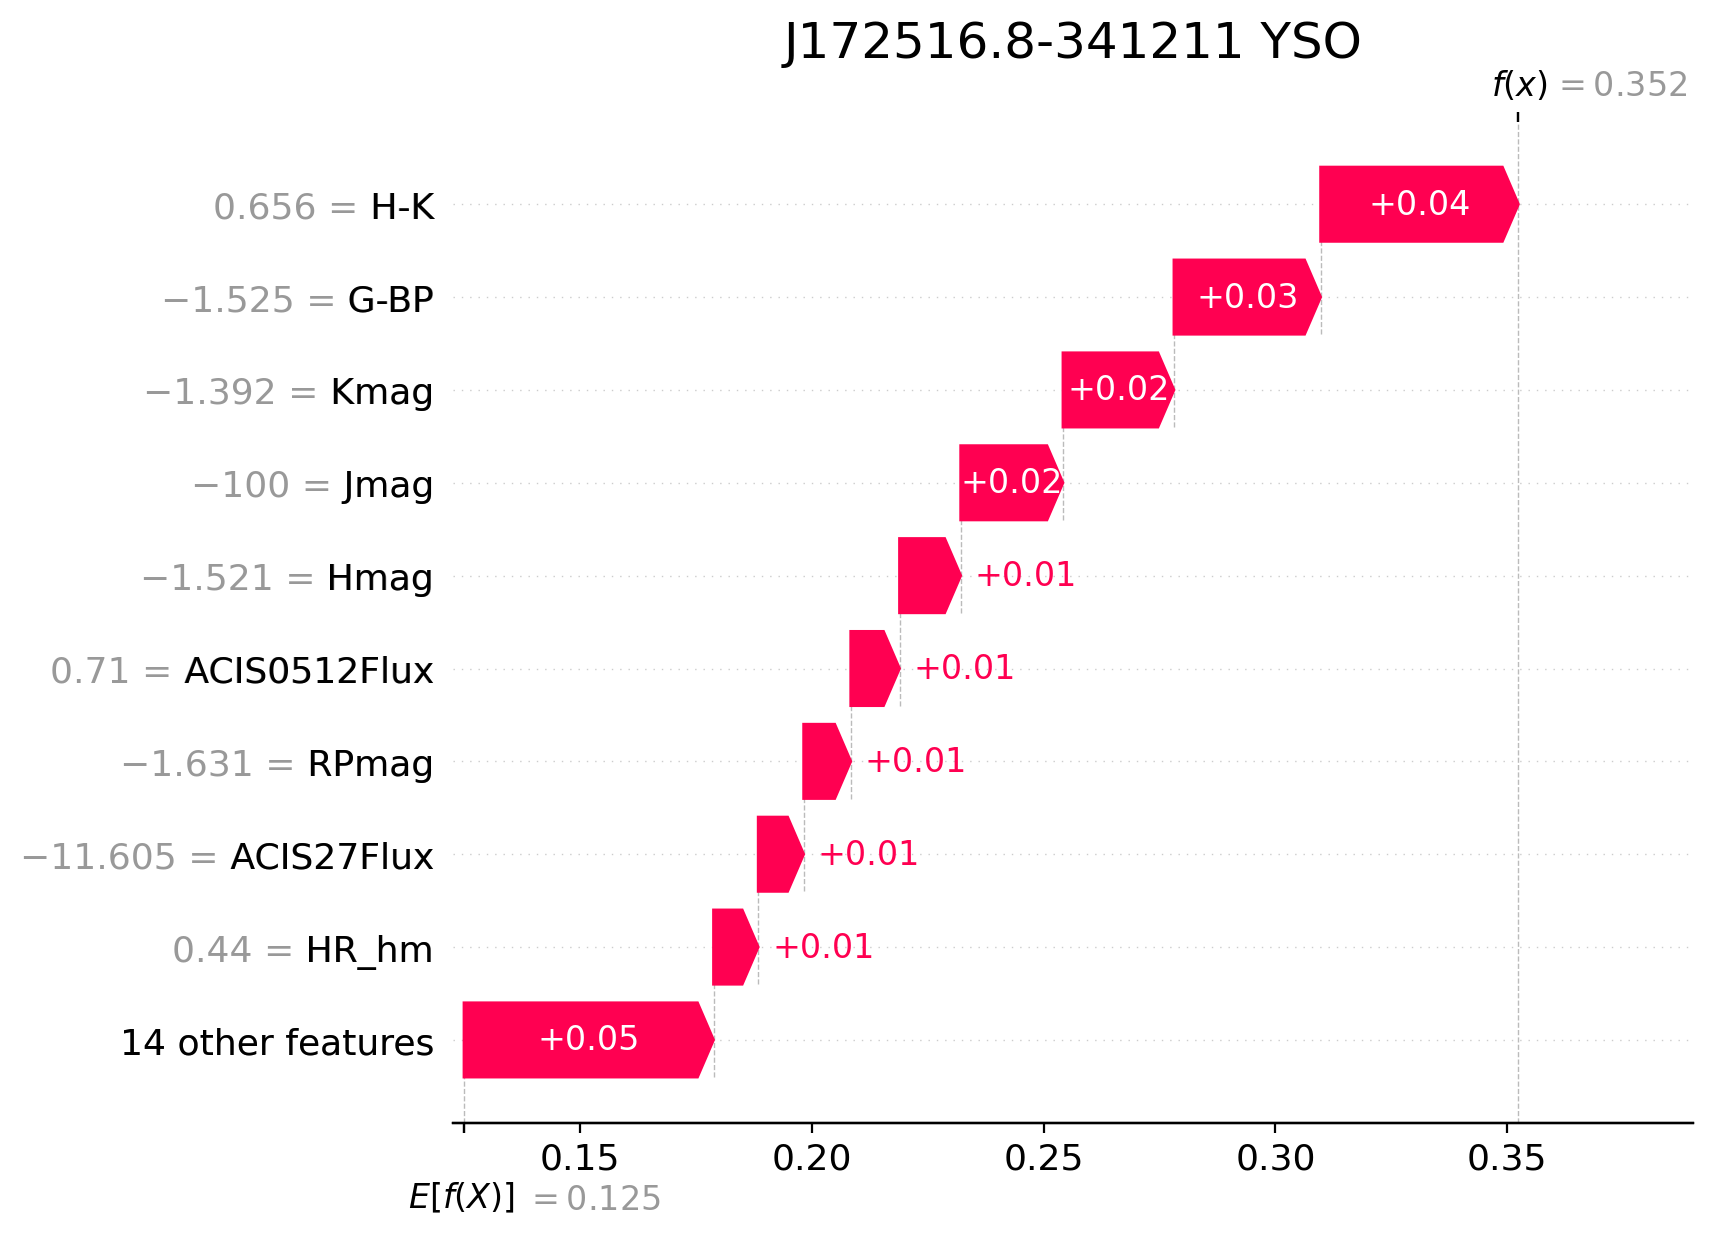 J172516.8-341211 YSO
f(x) = 0.352
0.656 = H-K
+0.04
−1.525 = G-BP
+0.03
−1.392 = Kmag
+0.02
−100 = Jmag
+0.02
−1.521 = Hmag
+0.01
0.71 = ACIS0512Flux
+0.01
−1.631 = RPmag
+0.01
−11.605 = ACIS27Flux
+0.01
0.44 = HR_hm
+0.01
14 other features
+0.05
0.15 0.20 0.25 0.30 0.35
E[f(X)] = 0.125